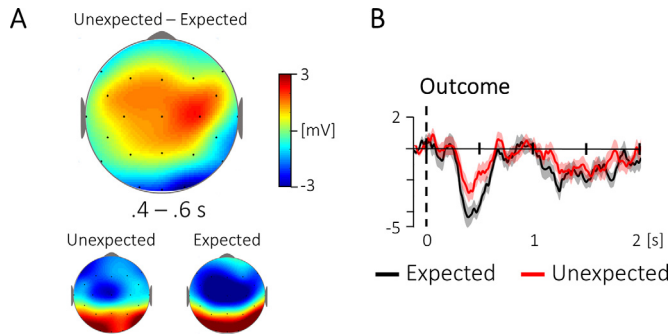 A
Unexpected – Expected
3
[mV]
-3
.4 – .6 s
Unexpected
Expected
B
Outcome
2
-5
0
1
2 [s]
Expected
Unexpected